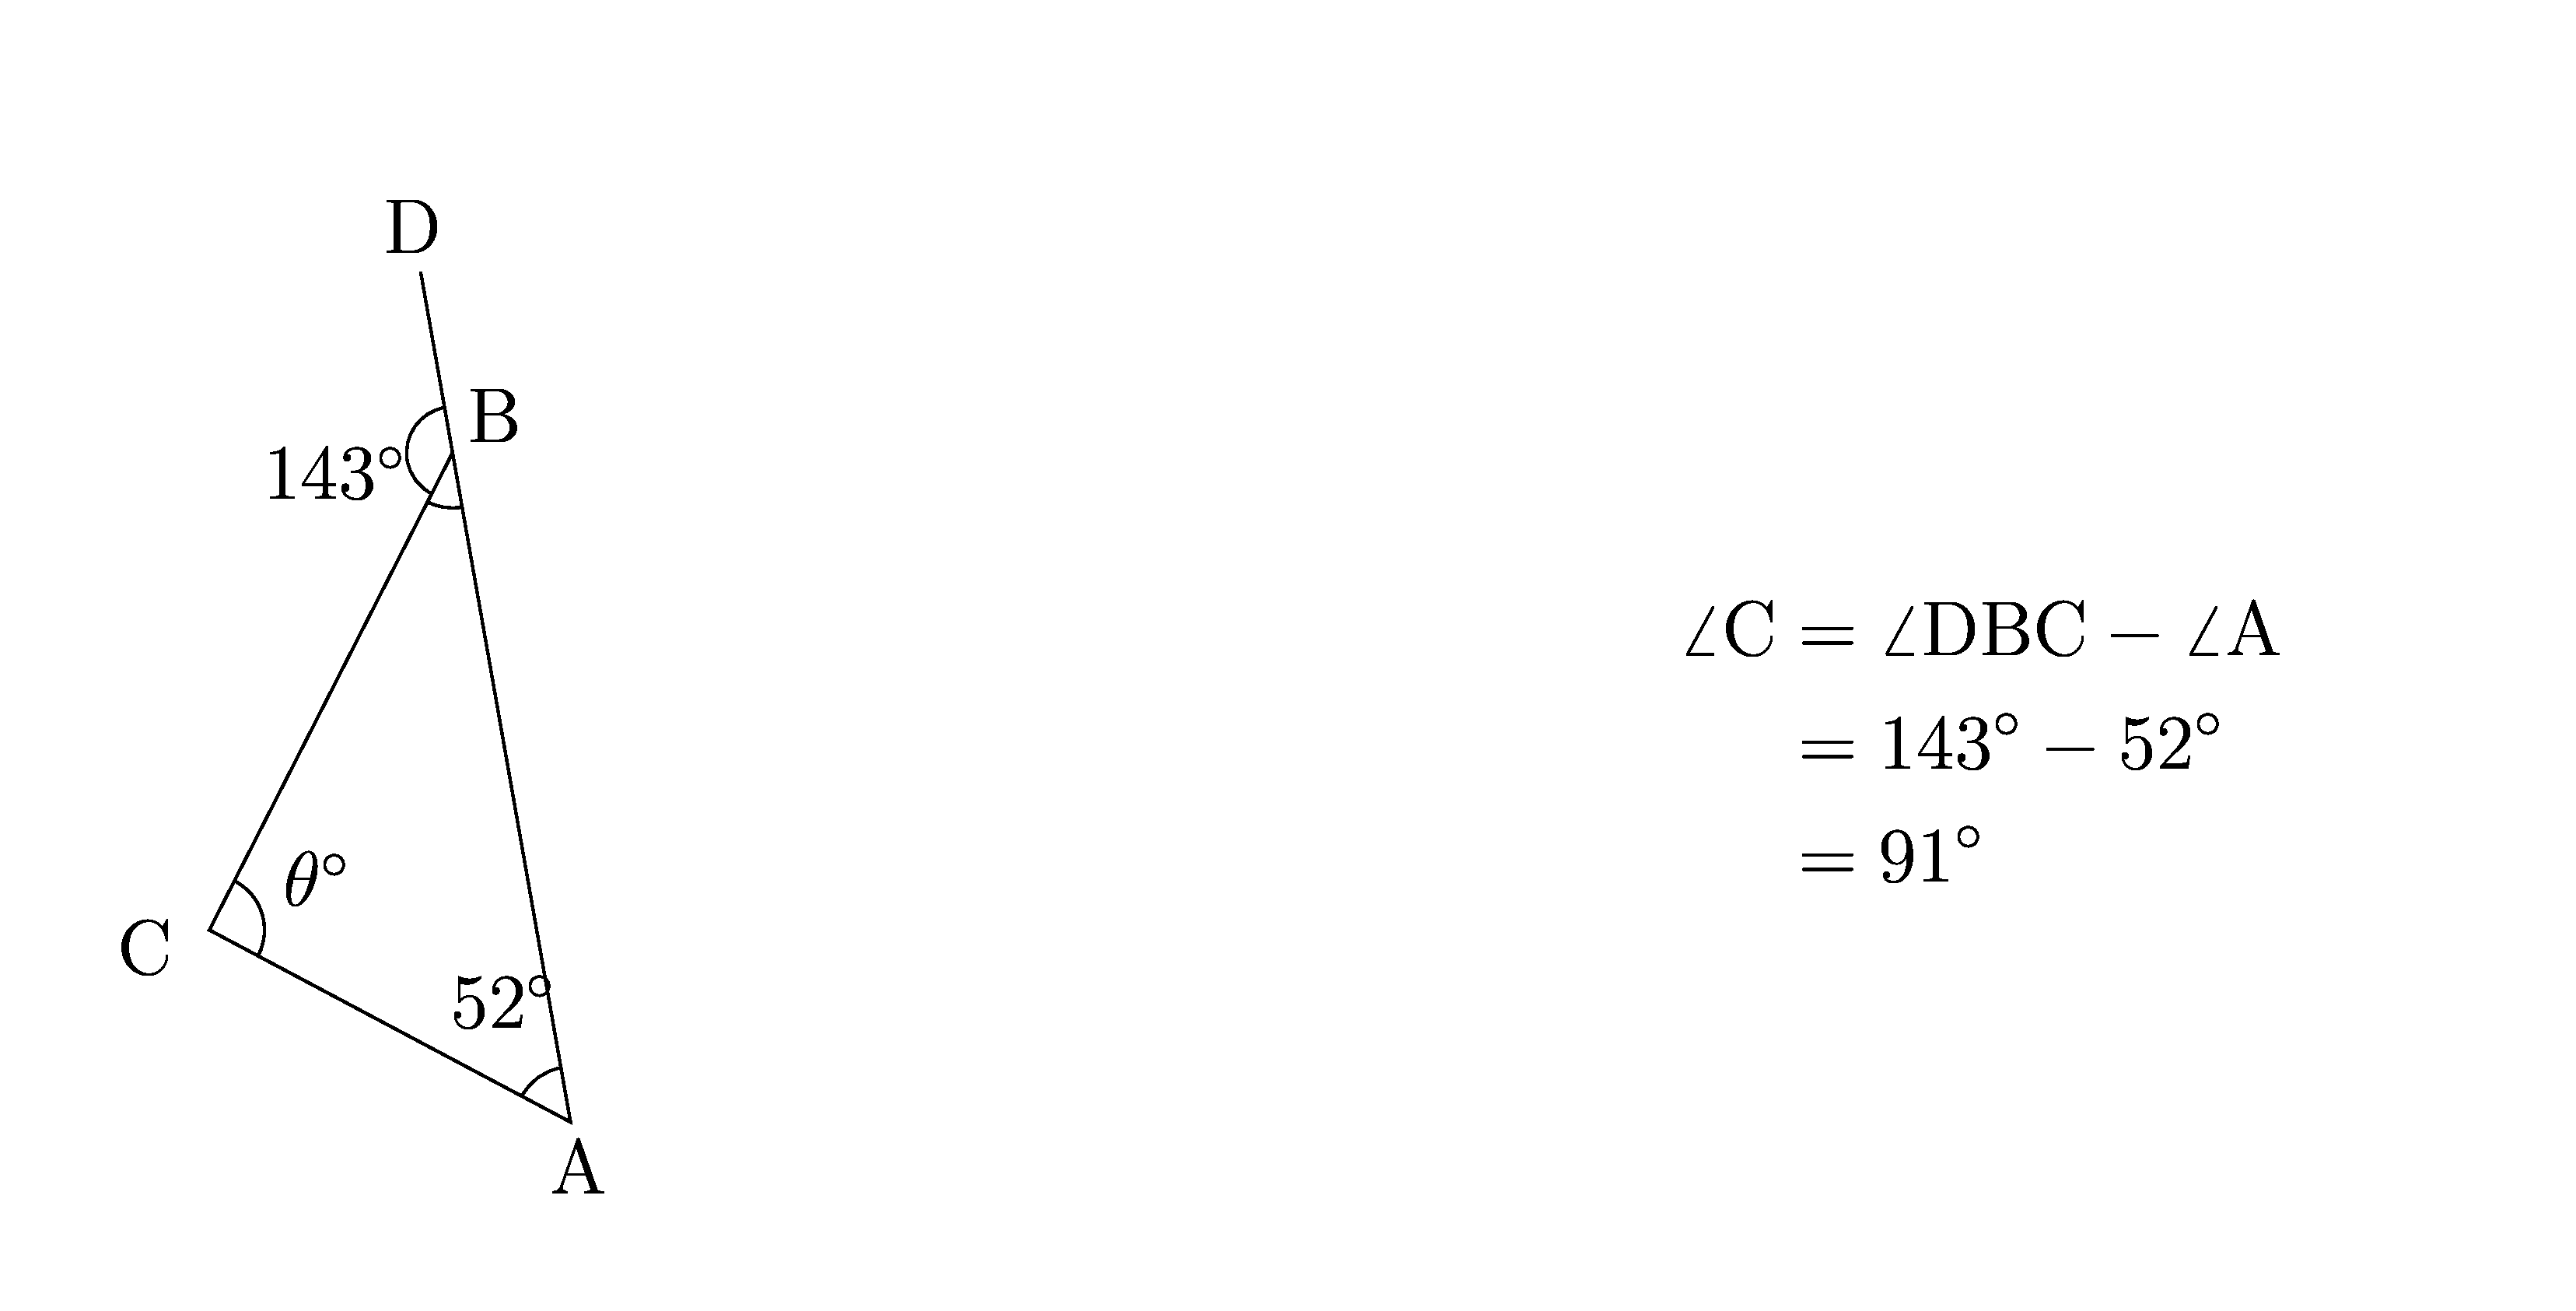 D
B
143°
θ°
C
52°
A
∠C = ∠DBC − ∠A
= 143° − 52°
= 91°